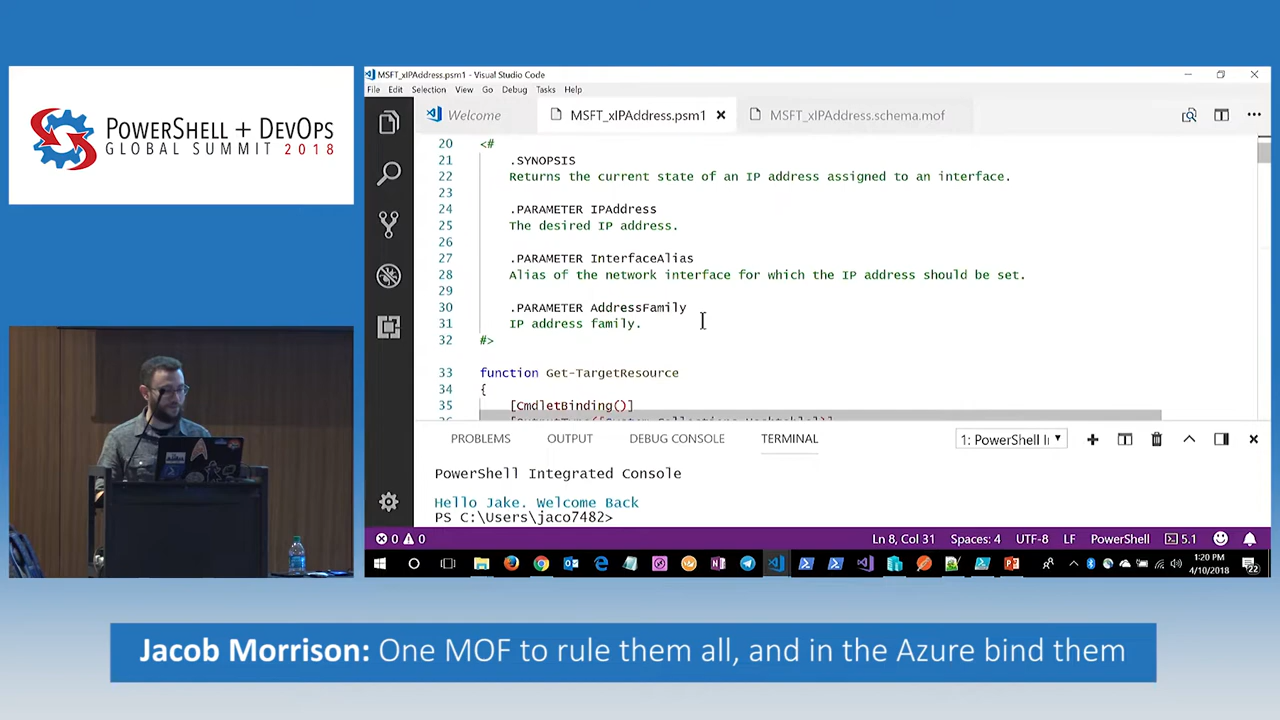 POWERSHELL + DEVOPS
GLOBAL SUMMIT 2018
MSFT_xIPAddress.psm1 - Visual Studio Code
File Edit Selection View Go Debug Tasks Help
Welcome MSFT_xIPAddress.psm1 MSFT_xIPAddress.schema.mof
20 <#
21 .SYNOPSIS
22 Returns the current state of an IP address assigned to an interface.
23
24 .PARAMETER IPAddress
25 The desired IP address.
26
27 .PARAMETER InterfaceAlias
28 Alias of the network interface for which the IP address should be set.
29
30 .PARAMETER AddressFamily
31 IP address family.
32 #>
33 function Get-TargetResource
34 {
35 [CmdletBinding()]
PROBLEMS OUTPUT DEBUG CONSOLE TERMINAL 1: PowerShell I
PowerShell Integrated Console
Hello Jake. Welcome Back
PS C:\Users\jaco7482>
0 0 Ln 8, Col 31 Spaces: 4 UTF-8 LF PowerShell 5.1
1:20 PM
4/10/2018
22
Jacob Morrison: One MOF to rule them all, and in the Azure bind them